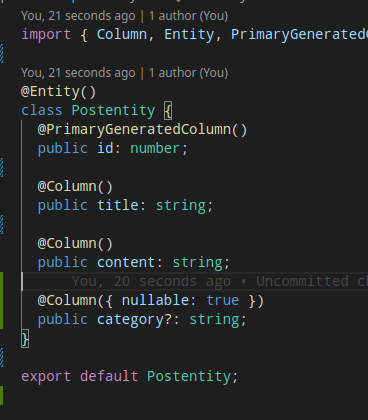 You, 21 seconds ago | 1 author (You)
import { Column, Entity, PrimaryGenerated
You, 21 seconds ago | 1 author (You)
@Entity()
class Postentity {
@PrimaryGeneratedColumn()
public id: number;
@Column()
public title: string;
@Column()
public content: string;
You, 20 seconds ago • Uncommitted c
@Column({ nullable: true })
public category?: string;
}
export default Postentity;